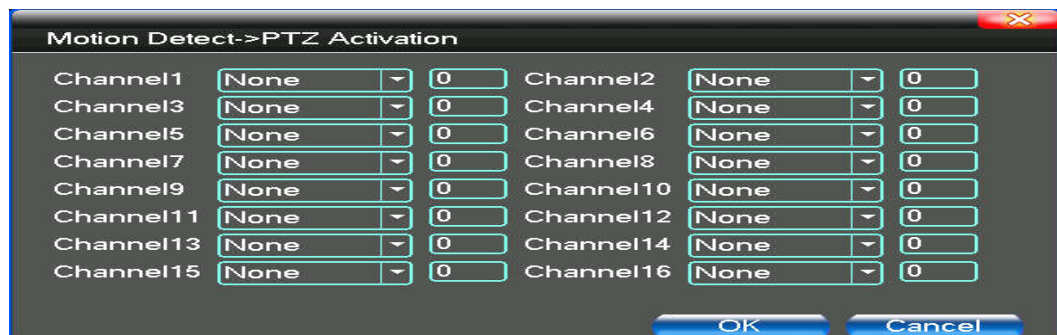 Motion Detect->PTZ Activation
Channel1 None 0 Channel2 None 0
Channel3 None 0 Channel4 None 0
Channel5 None 0 Channel6 None 0
Channel7 None 0 Channel8 None 0
Channel9 None 0 Channel10 None 0
Channel11 None 0 Channel12 None 0
Channel13 None 0 Channel14 None 0
Channel15 None 0 Channel16 None 0
OK Cancel